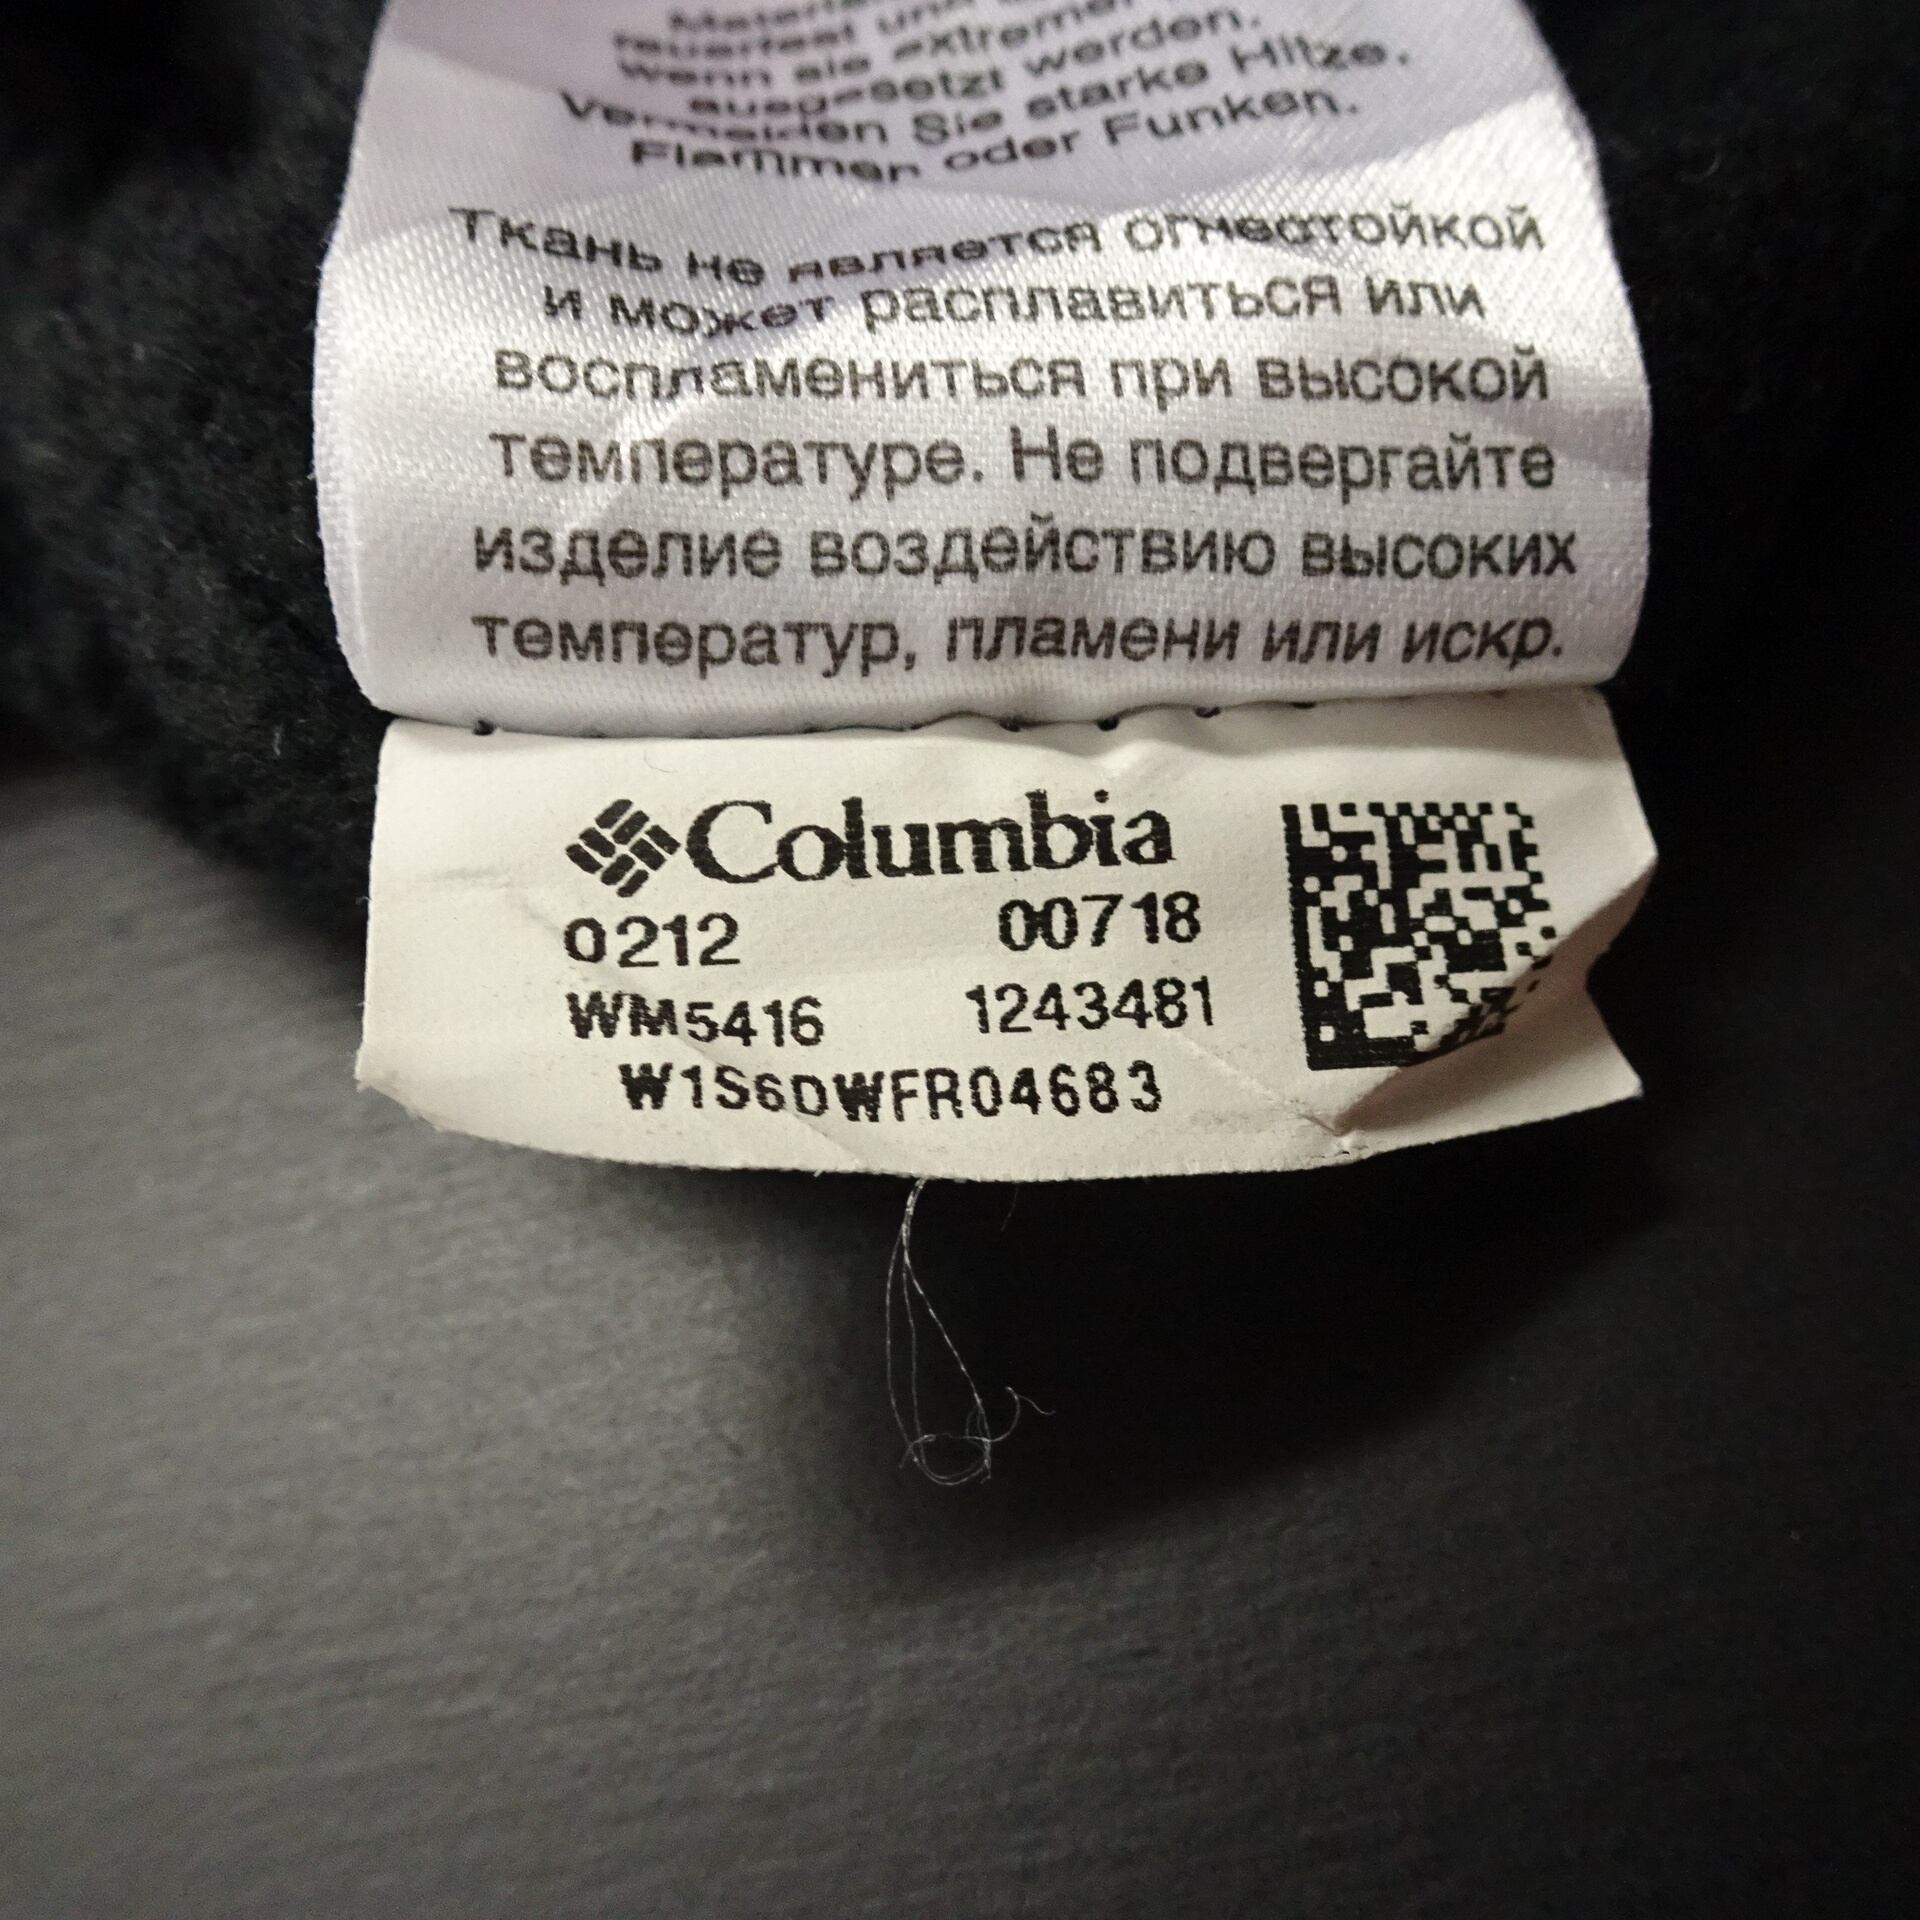 wenn sie extremer
ausgesetzt werden.
Vermeiden Sie starke Hitze,
Flammen oder Funken.
Ткань не является огнестойкой
и может расплавиться или
воспламениться при высокой
температуре. Не подвергайте
изделие воздействию высоких
температур, пламени или искр.
Columbia
0212 00718
WM5416 1243481
W1S6DWFR04683